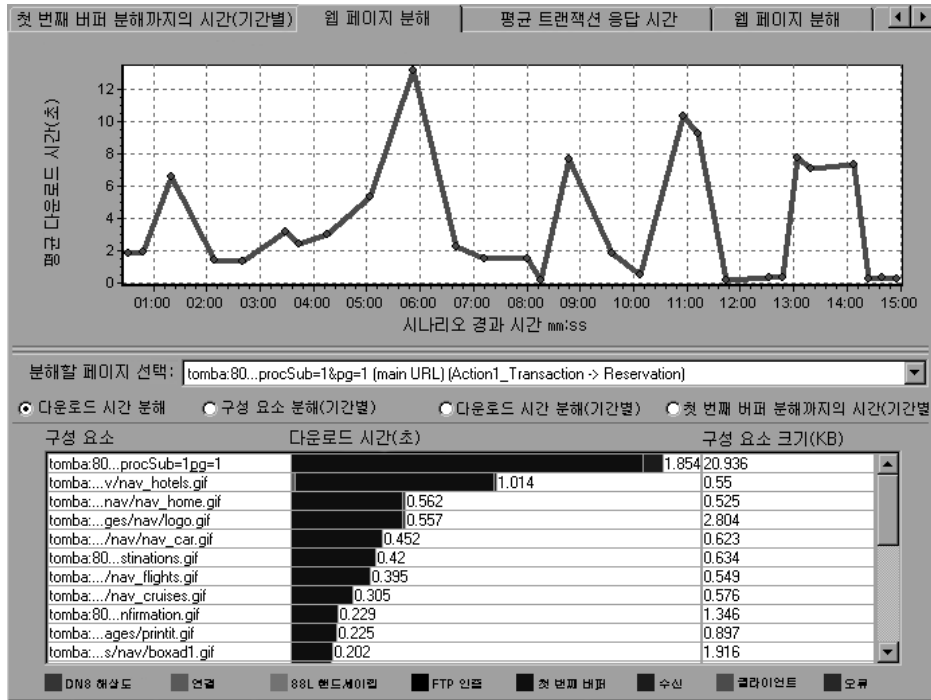 첫 번째 버퍼 분해까지의 시간(기간별) 웹 페이지 분해 평균 트랜잭션 응답 시간 웹 페이지 분해
평균 다운로드 시간(초)
12
10
8
6
4
2
0
01:00 02:00 03:00 04:00 05:00 06:00 07:00 08:00 09:00 10:00 11:00 12:00 13:00 14:00 15:00
시나리오 경과 시간 mm:ss
분해할 페이지 선택: tomba:80...procSub=1&pg=1 (main URL) (Action1_Transaction -> Reservation)
다운로드 시간 분해 구성 요소 분해(기간별) 다운로드 시간 분해(기간별) 첫 번째 버퍼 분해까지의 시간(기간별
구성 요소 다운로드 시간(초) 구성 요소 크기(KB)
tomba:80...procSub=1pg=1 1.854 20.936
tomba:...v/nav_hotels.gif 1.014 0.55
tomba:...nav/nav_home.gif 0.562 0.525
tomba:...ges/nav/logo.gif 0.557 2.804
tomba:.../nav/nav_car.gif 0.452 0.623
tomba:80...stinations.gif 0.42 0.634
tomba:.../nav_flights.gif 0.395 0.549
tomba:.../nav_cruises.gif 0.305 0.576
tomba:80...nfirmation.gif 0.229 1.346
tomba:...ages/printit.gif 0.225 0.897
tomba:...s/nav/boxad1.gif 0.202 1.916
DN8 해상도 연결 88L 핸드셰이킹 FTP 인증 첫 번째 버퍼 수신 클라이언트 오류